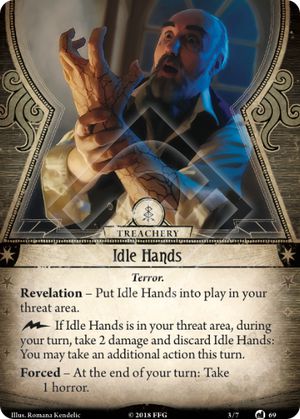 TREACHERY
Idle Hands
Terror.
Revelation – Put Idle Hands into play in your
threat area.
If Idle Hands is in your threat area, during
your turn, take 2 damage and discard Idle Hands:
You may take an additional action this turn.
Forced – At the end of your turn: Take
1 horror.
Illus. Romana Kendelic © 2018 FFG 3/7 69